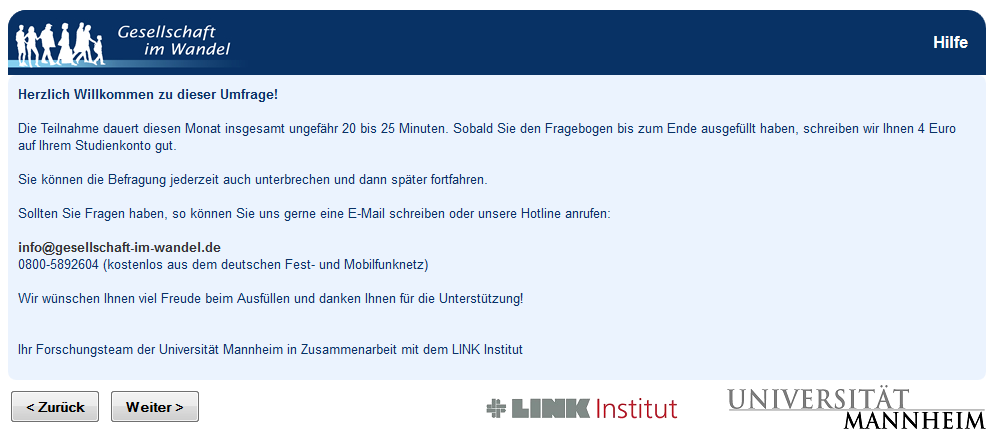 Gesellschaft
im Wandel
Hilfe
Herzlich Willkommen zu dieser Umfrage!
Die Teilnahme dauert diesen Monat insgesamt ungefähr 20 bis 25 Minuten. Sobald Sie den Fragebogen bis zum Ende ausgefüllt haben, schreiben wir Ihnen 4 Euro
auf Ihrem Studienkonto gut.
Sie können die Befragung jederzeit auch unterbrechen und dann später fortfahren.
Sollten Sie Fragen haben, so können Sie uns gerne eine E-Mail schreiben oder unsere Hotline anrufen:
info@gesellschaft-im-wandel.de
0800-5892604 (kostenlos aus dem deutschen Fest- und Mobilfunknetz)
Wir wünschen Ihnen viel Freude beim Ausfüllen und danken Ihnen für die Unterstützung!
Ihr Forschungsteam der Universität Mannheim in Zusammenarbeit mit dem LINK Institut
< Zurück
Weiter >
LINK Institut
UNIVERSITÄT
MANNHEIM